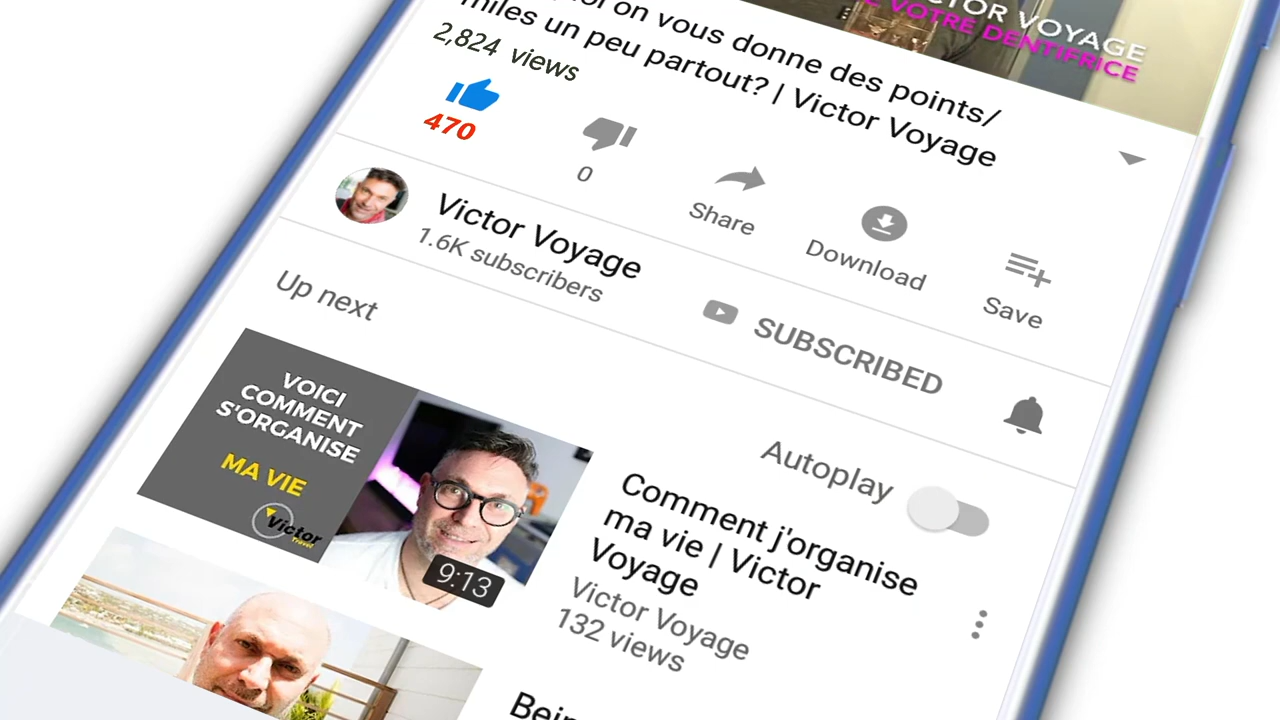 VICTOR VOYAGE
VOTRE DENTIFRICE
on vous donne des points/
miles un peu partout? | Victor Voyage
2,824 views
470
0
Share
Download
Save
Victor Voyage
1.6K subscribers
SUBSCRIBED
Up next
Autoplay
VOICI
COMMENT
S'ORGANISE
MA VIE
Victor
Travel
9:13
Comment j'organise
ma vie | Victor
Voyage
Victor Voyage
132 views